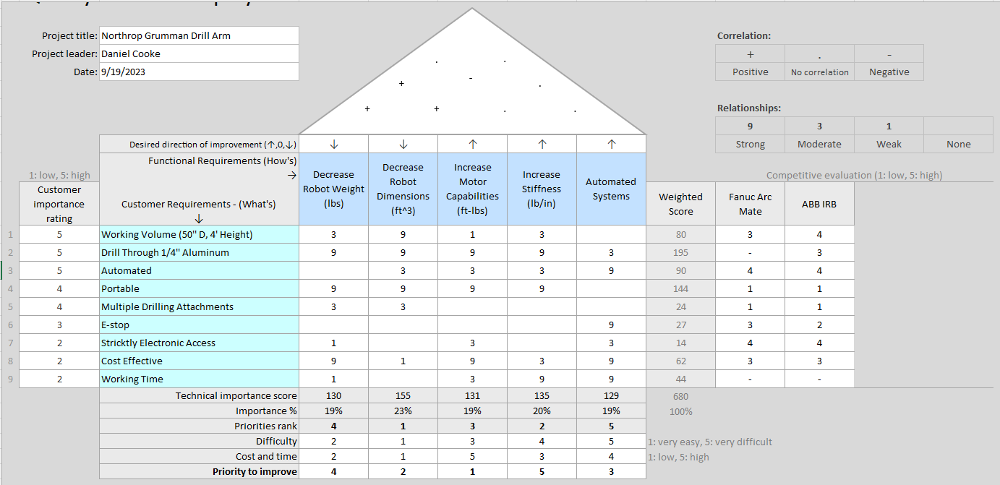 Project title: Northrop Grumman Drill Arm
Project leader: Daniel Cooke
Date: 9/19/2023
Correlation:
+ . -
Positive No correlation Negative
Relationships:
9 3 1
Strong Moderate Weak None
. .
+ - .
+ + . .
Desired direction of improvement (↑,0,↓) ↓ ↓ ↑ ↑ ↑
Functional Requirements (How's)
→
1: low, 5: high
Customer
importance
rating
Customer Requirements - (What's)
↓
Decrease
Robot Weight
(lbs)
Decrease
Robot
Dimensions
(ft^3)
Increase
Motor
Capabilities
(ft-lbs)
Increase
Stiffness
(lb/in)
Automated
Systems
Weighted
Score
Competitive evaluation (1: low, 5: high)
Fanuc Arc
Mate
ABB IRB
1 5 Working Volume (50" D, 4' Height) 3 9 1 3 80 3 4
2 5 Drill Through 1/4" Aluminum 9 9 9 9 3 195 - 3
3 5 Automated 3 3 3 9 90 4 4
4 4 Portable 9 9 9 9 144 1 1
5 4 Multiple Drilling Attachments 3 3 24 1 1
6 3 E-stop 9 27 3 2
7 2 Stricktly Electronic Access 1 3 3 14 4 4
8 2 Cost Effective 9 1 9 3 9 62 3 3
9 2 Working Time 1 3 9 9 44 - -
Technical importance score 130 155 131 135 129 680
Importance % 19% 23% 19% 20% 19% 100%
Priorities rank 4 1 3 2 5
Difficulty 2 1 3 4 5 1: very easy, 5: very difficult
Cost and time 2 1 5 3 4 1: low, 5: high
Priority to improve 4 2 1 5 3